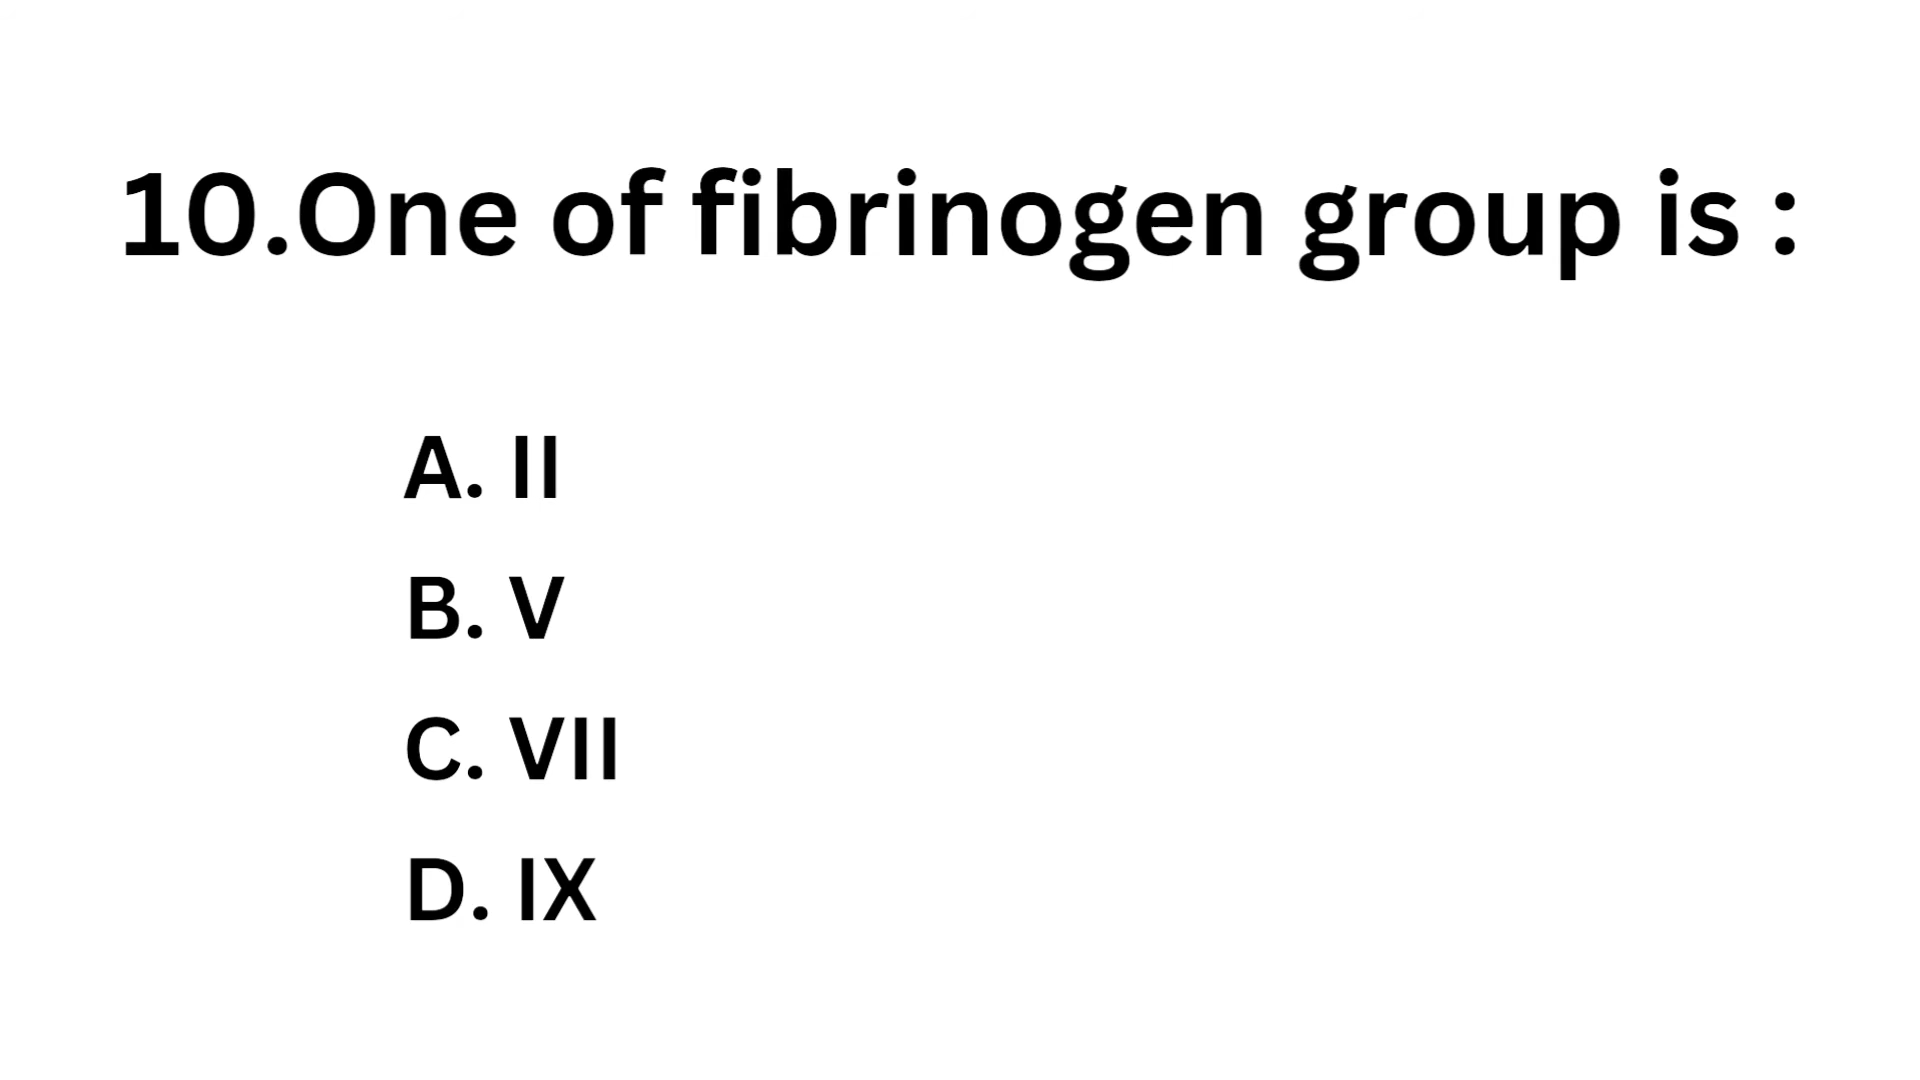 10.One of fibrinogen group is :
A. II
B. V
C. VII
D. IX